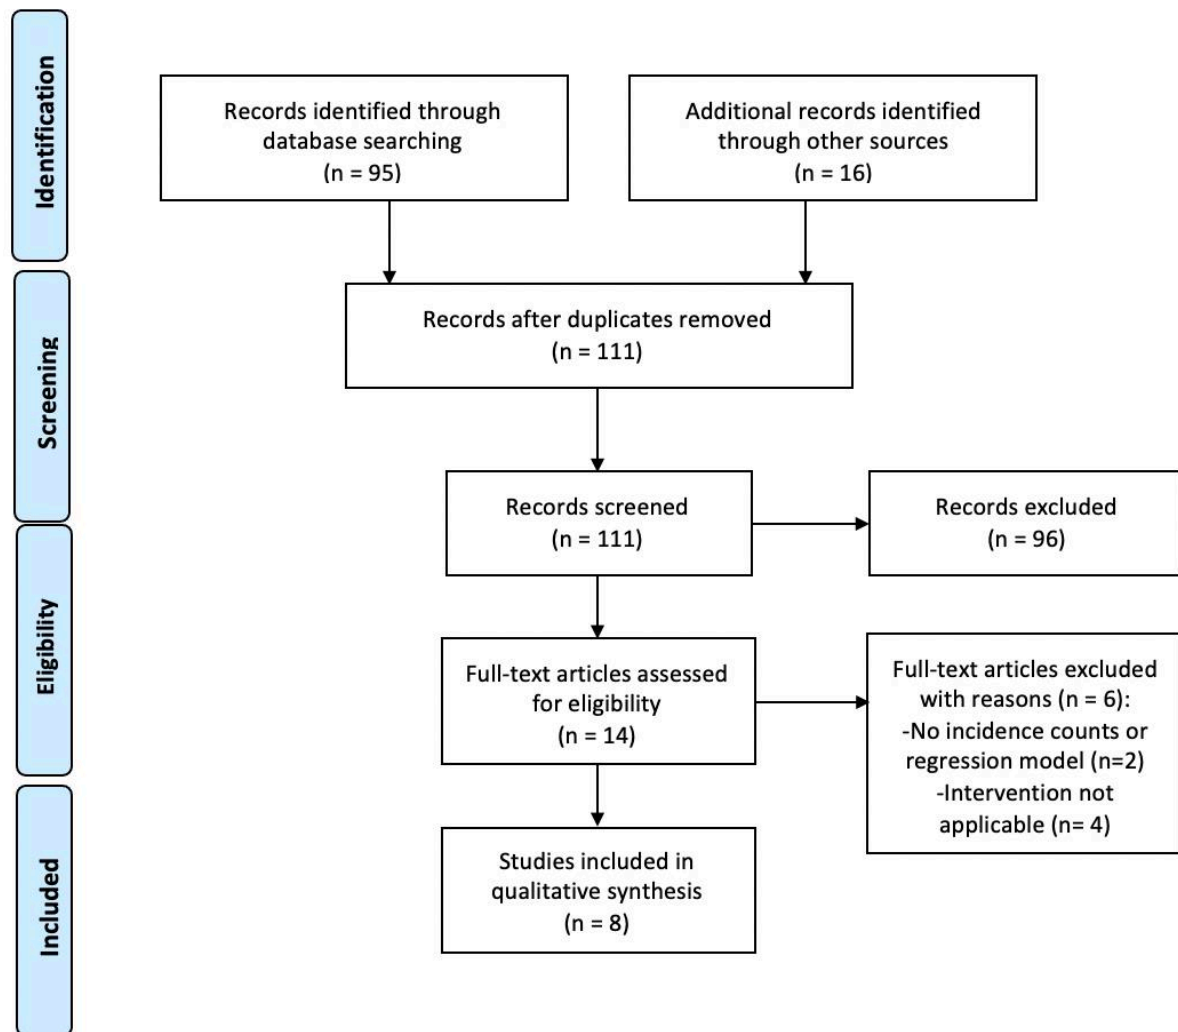 Identification
Records identified through
database searching
(n = 95)
Additional records identified
through other sources
(n = 16)
Screening
Records after duplicates removed
(n = 111)
Records screened
(n = 111)
Records excluded
(n = 96)
Eligibility
Full-text articles assessed
for eligibility
(n = 14)
Full-text articles excluded
with reasons (n = 6):
-No incidence counts or
regression model (n=2)
-Intervention not
applicable (n= 4)
Included
Studies included in
qualitative synthesis
(n = 8)